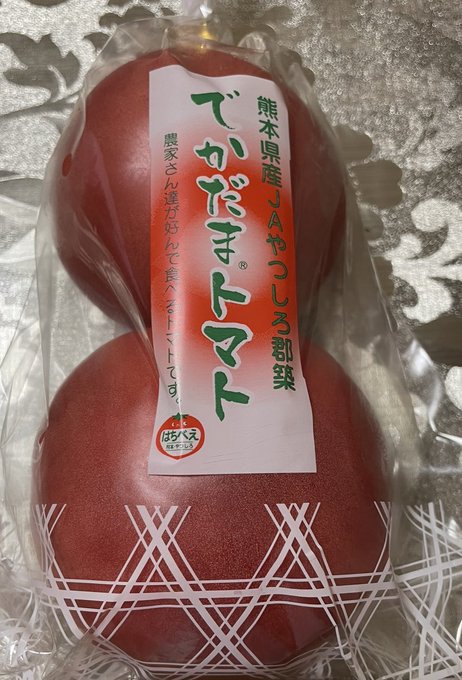 熊本県産JAやつしろ郡築
でかだまトマト®
農家さん達が好んで食べるトマトです。
はちべえ